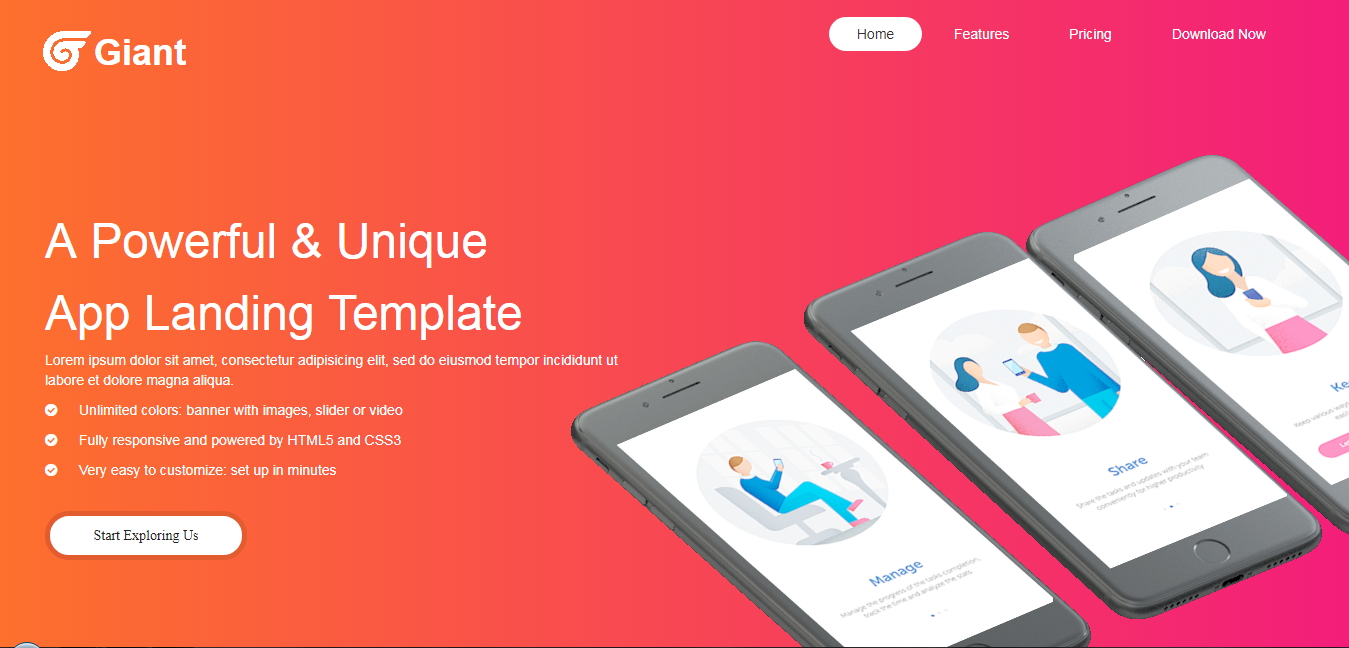 Giant
Home
Features
Pricing
Download Now
A Powerful & Unique
App Landing Template
Lorem ipsum dolor sit amet, consectetur adipisicing elit, sed do eiusmod tempor incididunt ut
labore et dolore magna aliqua.
Unlimited colors: banner with images, slider or video
Fully responsive and powered by HTML5 and CSS3
Very easy to customize: set up in minutes
Start Exploring Us
Manage
Manage the progress of the tasks completion,
track the time and analyze the stats.
Share
Share the tasks and updates with your team
conveniently for higher productivity